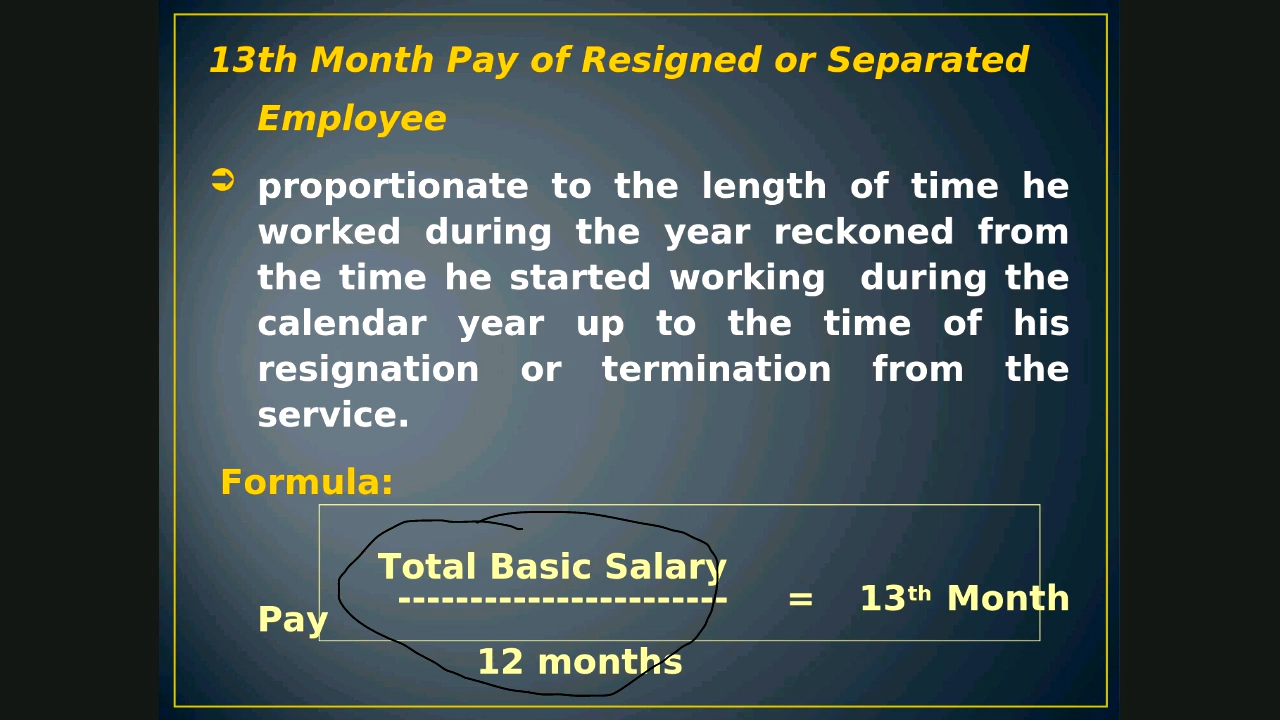 13th Month Pay of Resigned or Separated
Employee
➲ proportionate to the length of time he
worked during the year reckoned from
the time he started working during the
calendar year up to the time of his
resignation or termination from the
service.
Formula:
Total Basic Salary
----------------------- = 13th Month
Pay
12 months